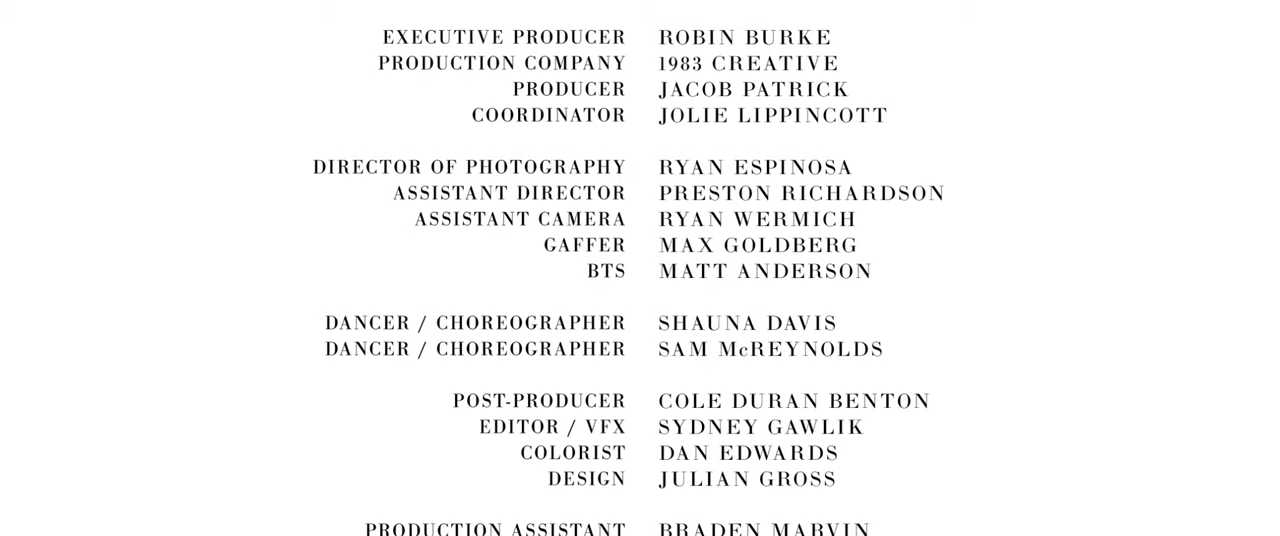 EXECUTIVE PRODUCER ROBIN BURKE
PRODUCTION COMPANY 1983 CREATIVE
PRODUCER JACOB PATRICK
COORDINATOR JOLIE LIPPINCOTT
DIRECTOR OF PHOTOGRAPHY RYAN ESPINOSA
ASSISTANT DIRECTOR PRESTON RICHARDSON
ASSISTANT CAMERA RYAN WERMICH
GAFFER MAX GOLDBERG
BTS MATT ANDERSON
DANCER / CHOREOGRAPHER SHAUNA DAVIS
DANCER / CHOREOGRAPHER SAM McREYNOLDS
POST-PRODUCER COLE DURAN BENTON
EDITOR / VFX SYDNEY GAWLIK
COLORIST DAN EDWARDS
DESIGN JULIAN GROSS
PRODUCTION ASSISTANT BRADEN MARVIN